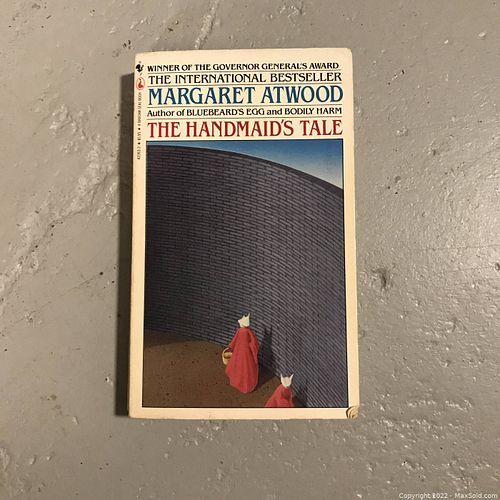 WINNER OF THE GOVERNOR GENERAL'S AWARD
THE INTERNATIONAL BESTSELLER
MARGARET ATWOOD
Author of BLUEBEARD'S EGG and BODILY HARM
THE HANDMAID'S TALE
Copyright 2022 - MaxSold.com